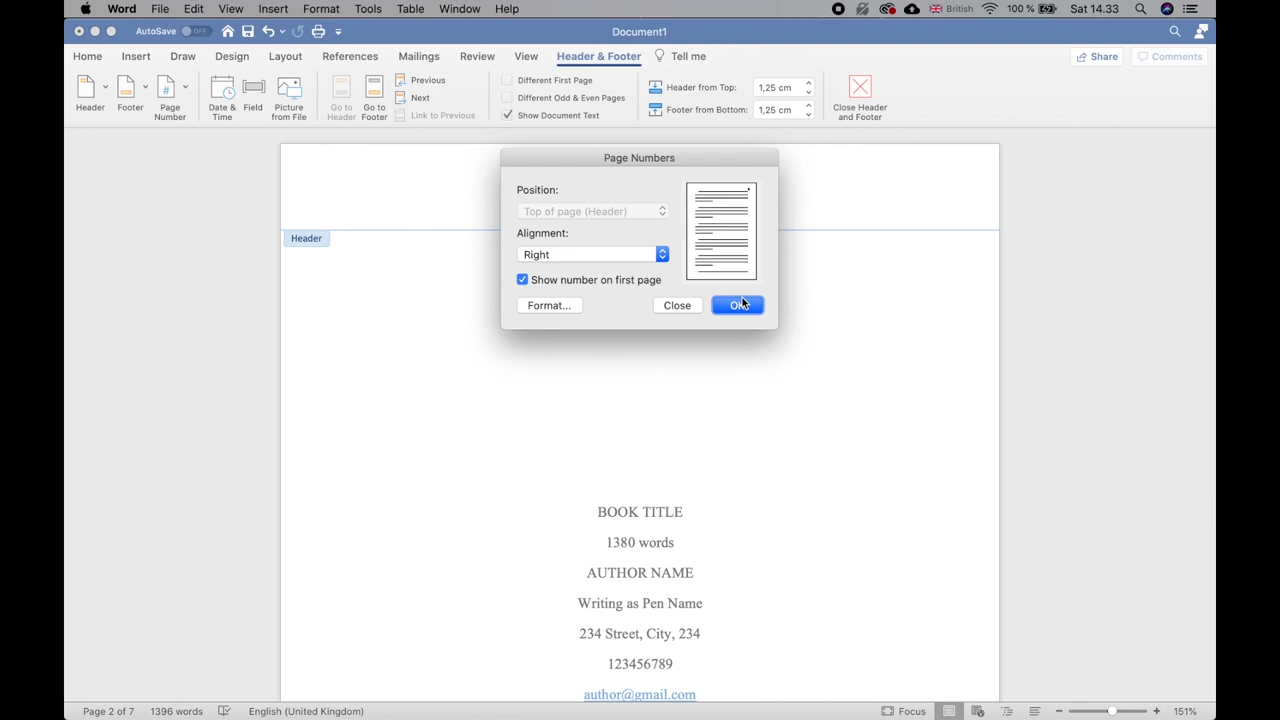 Word File Edit View Insert Format Tools Table Window Help British 100 % Sat 14.33
AutoSave OFF Document1
Home Insert Draw Design Layout References Mailings Review View Header & Footer Tell me Share Comments
Header Footer Page Number Date & Time Field Picture from File Go to Header Go to Footer
Previous
Next
Link to Previous
Different First Page
Different Odd & Even Pages
Show Document Text
Header from Top: 1,25 cm
Footer from Bottom: 1,25 cm
Close Header and Footer
Page Numbers
Position:
Top of page (Header)
Alignment:
Right
Show number on first page
Format... Close OK
Header
BOOK TITLE
1380 words
AUTHOR NAME
Writing as Pen Name
234 Street, City, 234
123456789
author@gmail.com
Page 2 of 7 1396 words English (United Kingdom) Focus 151%